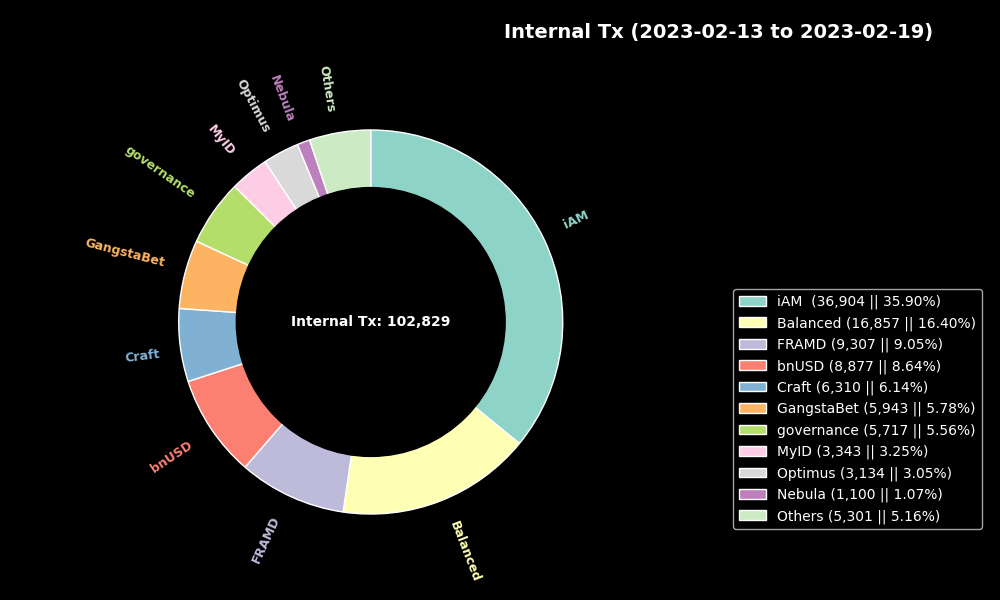 Internal Tx (2023-02-13 to 2023-02-19)
Others
Nebula
Optimus
MyID
governance
iAM
GangstaBet
Internal Tx: 102,829
Craft
bnUSD
FRAMD
Balanced
iAM  (36,904 || 35.90%)
Balanced (16,857 || 16.40%)
FRAMD (9,307 || 9.05%)
bnUSD (8,877 || 8.64%)
Craft (6,310 || 6.14%)
GangstaBet (5,943 || 5.78%)
governance (5,717 || 5.56%)
MyID (3,343 || 3.25%)
Optimus (3,134 || 3.05%)
Nebula (1,100 || 1.07%)
Others (5,301 || 5.16%)